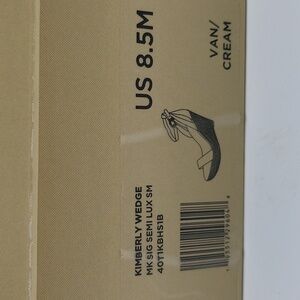 US 8.5M
VAN/
CREAM
KIMBERLY WEDGE
MK SIG SEMI LUX SM
40T1KBHS1B